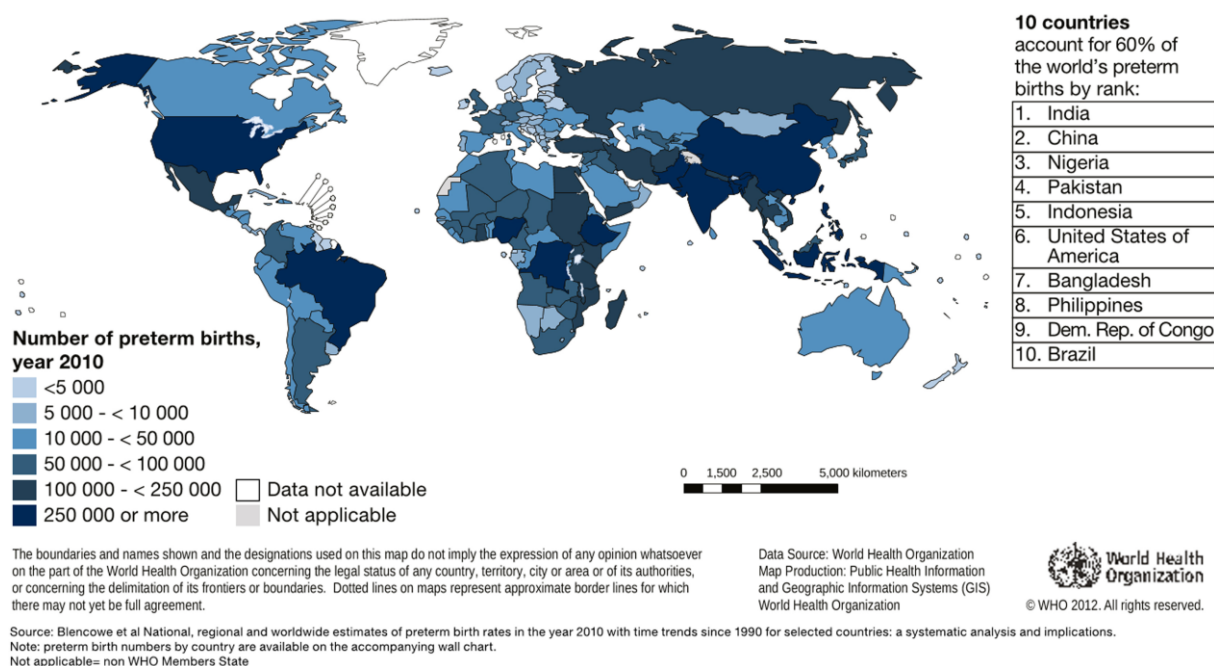 10 countries
account for 60% of
the world's preterm
births by rank:
1. India
2. China
3. Nigeria
4. Pakistan
5. Indonesia
6. United States of
America
7. Bangladesh
8. Philippines
9. Dem. Rep. of Congo
10. Brazil
Number of preterm births,
year 2010
<5 000
5 000 - < 10 000
10 000 - < 50 000
50 000 - < 100 000
100 000 - < 250 000
250 000 or more
Data not available
Not applicable
0 1,500 2,500 5,000 kilometers
The boundaries and names shown and the designations used on this map do not imply the expression of any opinion whatsoever
on the part of the World Health Organization concerning the legal status of any country, territory, city or area or of its authorities,
or concerning the delimitation of its frontiers or boundaries. Dotted lines on maps represent approximate border lines for which
there may not yet be full agreement.
Data Source: World Health Organization
Map Production: Public Health Information
and Geographic Information Systems (GIS)
World Health Organization
World Health
Organization
© WHO 2012. All rights reserved.
Source: Blencowe et al National, regional and worldwide estimates of preterm birth rates in the year 2010 with time trends since 1990 for selected countries: a systematic analysis and implications.
Note: preterm birth numbers by country are available on the accompanying wall chart.
Not applicable= non WHO Members State